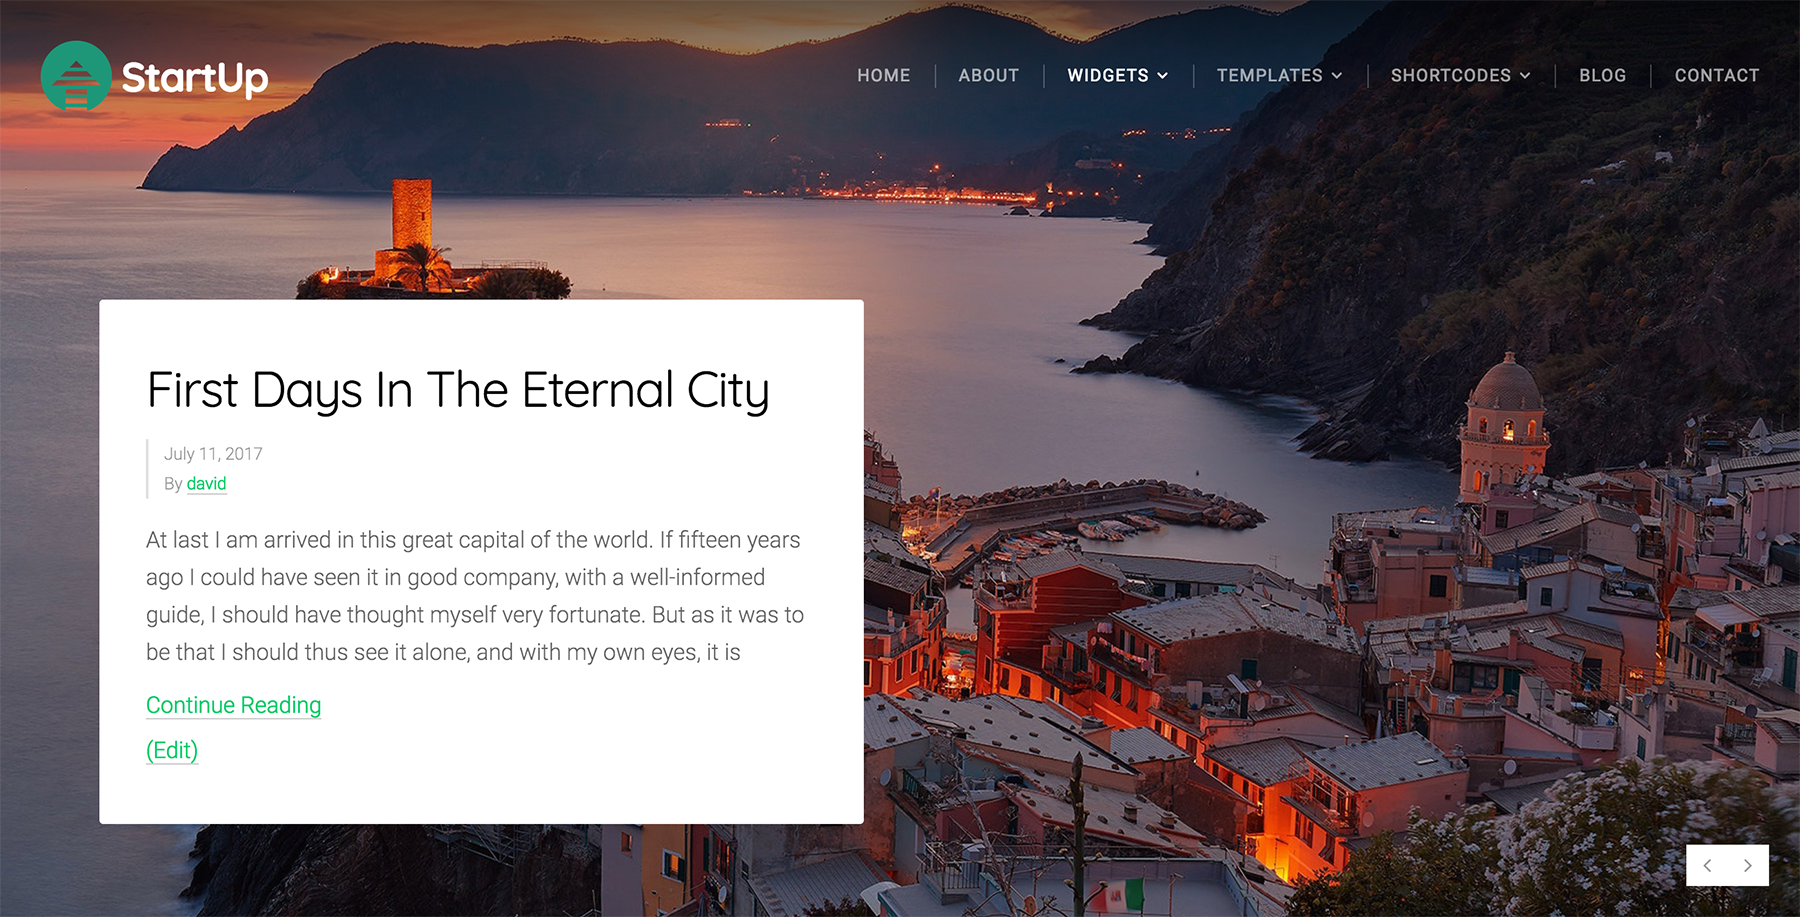 StartUp
HOME
ABOUT
WIDGETS
TEMPLATES
SHORTCODES
BLOG
CONTACT
First Days In The Eternal City
July 11, 2017
By david
At last I am arrived in this great capital of the world. If fifteen years
ago I could have seen it in good company, with a well-informed
guide, I should have thought myself very fortunate. But as it was to
be that I should thus see it alone, and with my own eyes, it is
Continue Reading
(Edit)